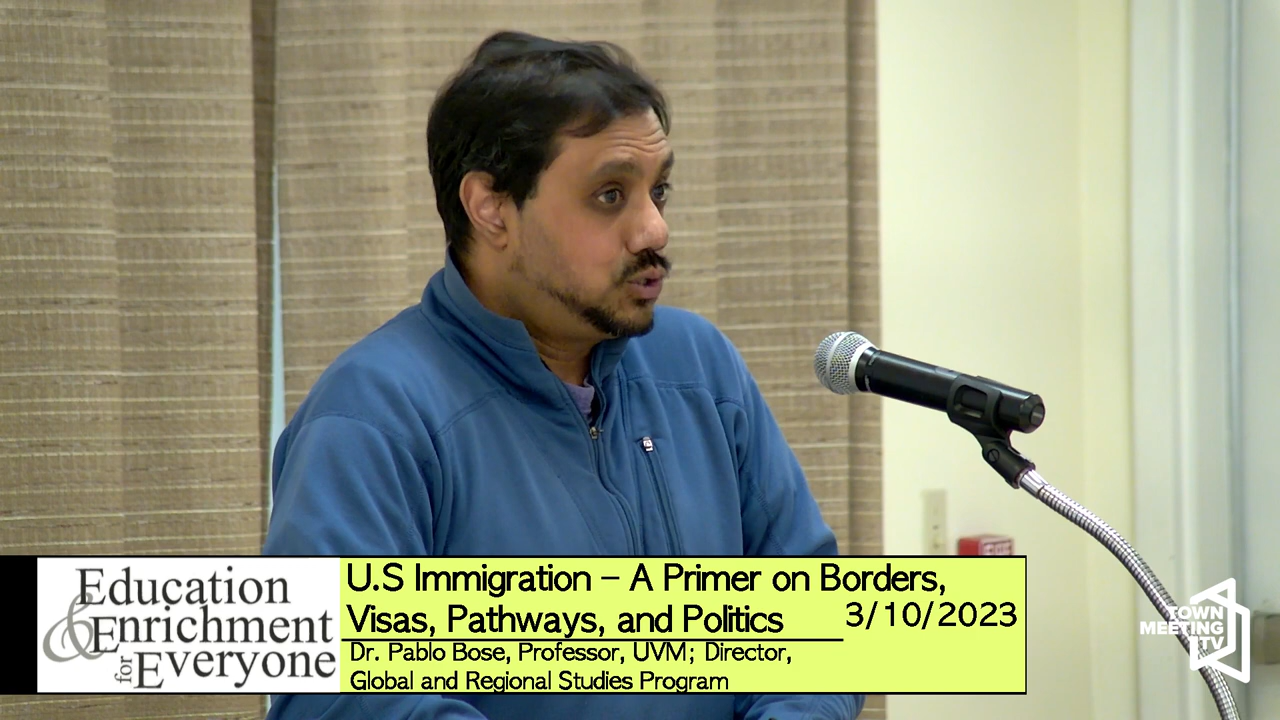 Education
& Enrichment
for Everyone
U.S Immigration – A Primer on Borders,
Visas, Pathways, and Politics
3/10/2023
Dr. Pablo Bose, Professor, UVM; Director,
Global and Regional Studies Program
TOWN
MEETING
TV